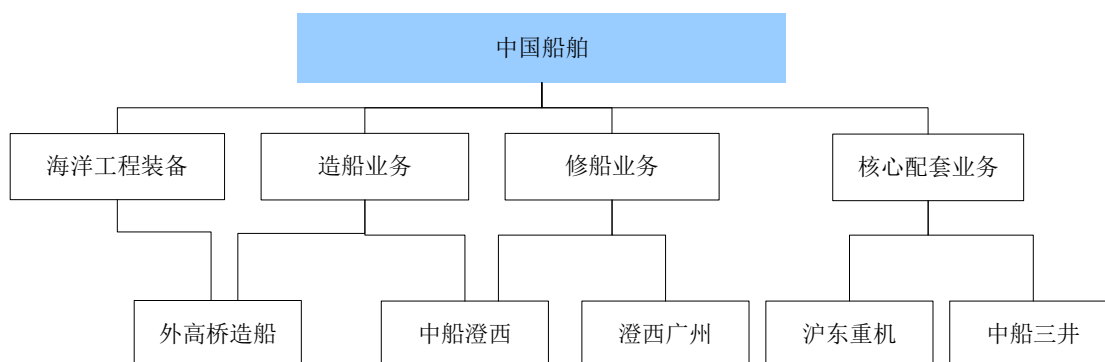 中国船舶
海洋工程装备
造船业务
修船业务
核心配套业务
外高桥造船
中船澄西
澄西广州
沪东重机
中船三井